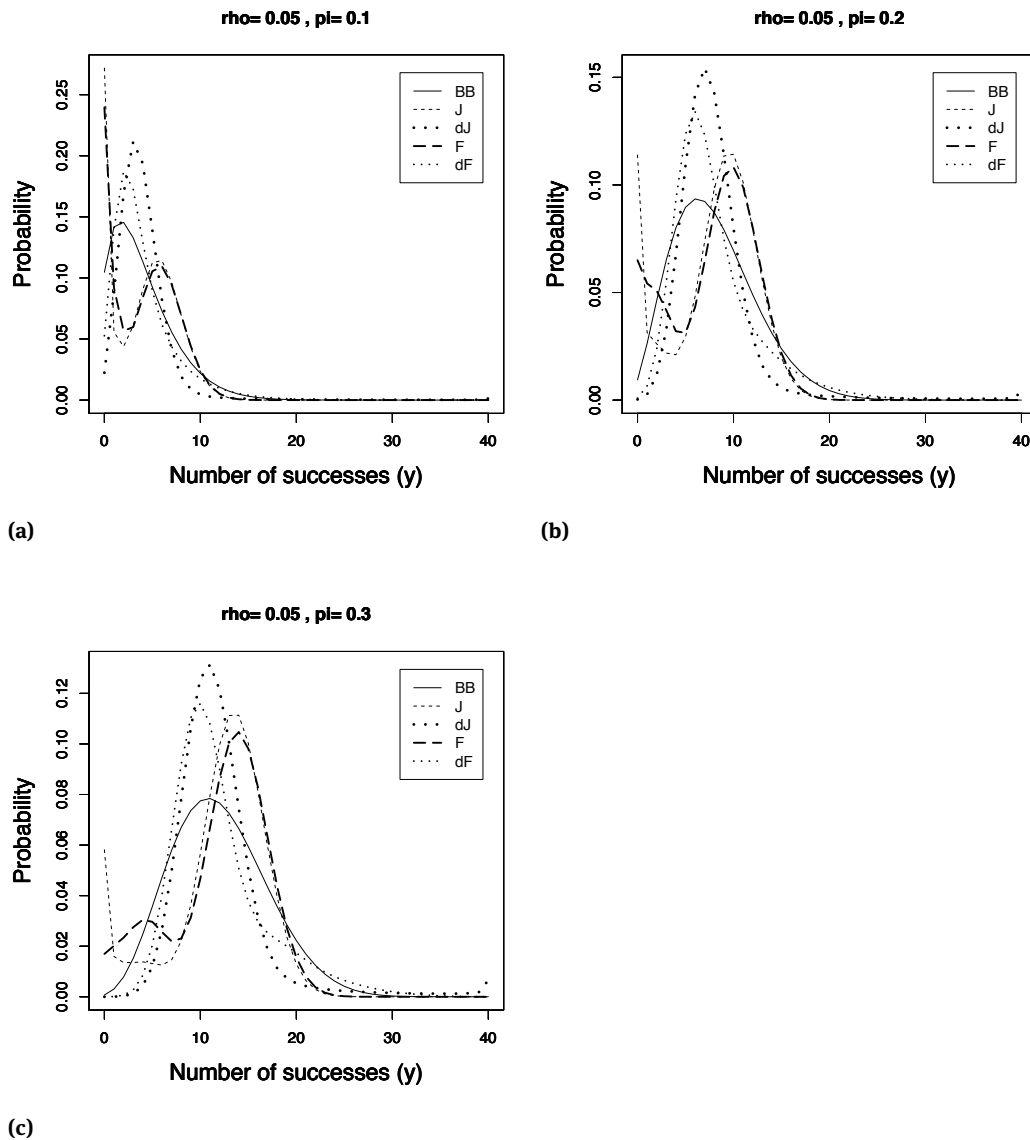 rho= 0.05 , pi= 0.1
Probability
0.00 0.05 0.10 0.15 0.20 0.25
BB
J
dJ
F
dF
0 10 20 30 40
Number of successes (y)
(a)
rho= 0.05 , pi= 0.2
Probability
0.00 0.05 0.10 0.15
BB
J
dJ
F
dF
0 10 20 30 40
Number of successes (y)
(b)
rho= 0.05 , pi= 0.3
Probability
0.00 0.02 0.04 0.06 0.08 0.10 0.12
BB
J
dJ
F
dF
0 10 20 30 40
Number of successes (y)
(c)